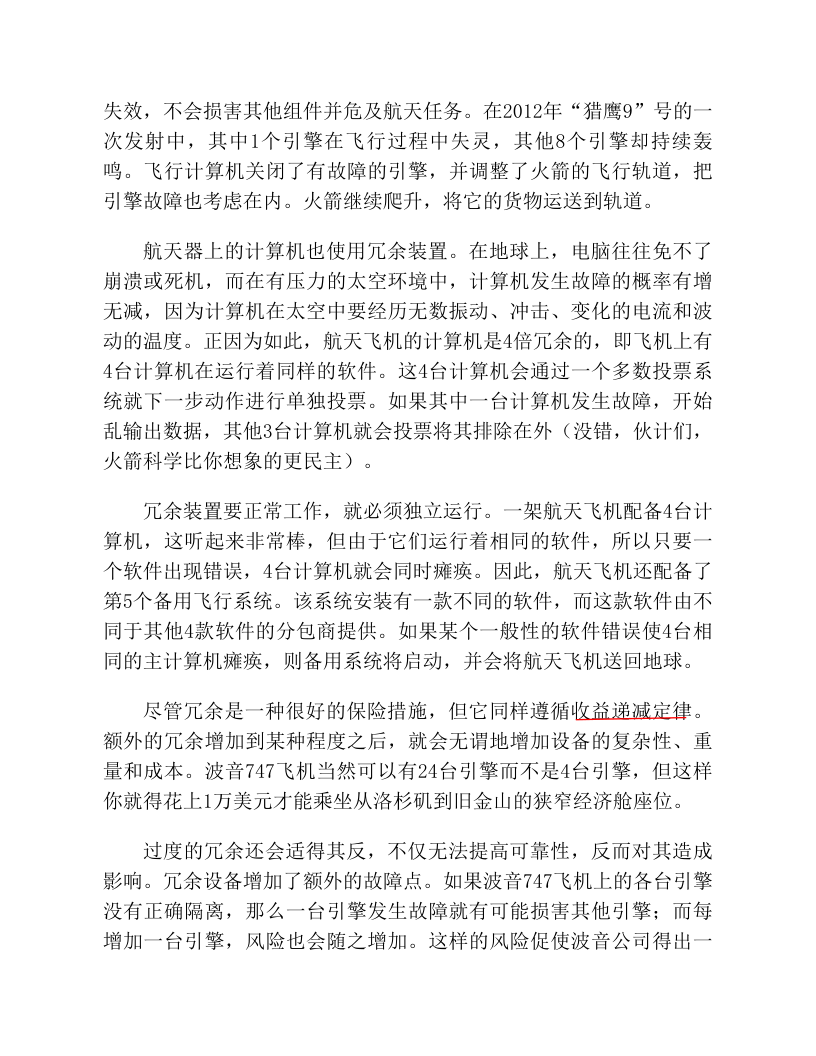 失效，不会损害其他组件并危及航天任务。在2012年“猎鹰9”号的一
次发射中，其中1个引擎在飞行过程中失灵，其他8个引擎却持续轰
鸣。飞行计算机关闭了有故障的引擎，并调整了火箭的飞行轨道，把
引擎故障也考虑在内。火箭继续爬升，将它的货物运送到轨道。
航天器上的计算机也使用冗余装置。在地球上，电脑往往免不了
崩溃或死机，而在有压力的太空环境中，计算机发生故障的概率有增
无减，因为计算机在太空中要经历无数振动、冲击、变化的电流和波
动的温度。正因为如此，航天飞机的计算机是4倍冗余的，即飞机上有
4台计算机在运行着同样的软件。这4台计算机会通过一个多数投票系
统就下一步动作进行单独投票。如果其中一台计算机发生故障，开始
乱输出数据，其他3台计算机就会投票将其排除在外（没错，伙计们，
火箭科学比你想象的更民主）。
冗余装置要正常工作，就必须独立运行。一架航天飞机配备4台计
算机，这听起来非常棒，但由于它们运行着相同的软件，所以只要一
个软件出现错误，4台计算机就会同时瘫痪。因此，航天飞机还配备了
第5个备用飞行系统。该系统安装有一款不同的软件，而这款软件由不
同于其他4款软件的分包商提供。如果某个一般性的软件错误使4台相
同的主计算机瘫痪，则备用系统将启动，并会将航天飞机送回地球。
尽管冗余是一种很好的保险措施，但它同样遵循收益递减定律。
额外的冗余增加到某种程度之后，就会无谓地增加设备的复杂性、重
量和成本。波音747飞机当然可以有24台引擎而不是4台引擎，但这样
你就得花上1万美元才能乘坐从洛杉矶到旧金山的狭窄经济舱座位。
过度的冗余还会适得其反，不仅无法提高可靠性，反而对其造成
影响。冗余设备增加了额外的故障点。如果波音747飞机上的各台引擎
没有正确隔离，那么一台引擎发生故障就有可能损害其他引擎；而每
增加一台引擎，风险也会随之增加。这样的风险促使波音公司得出一